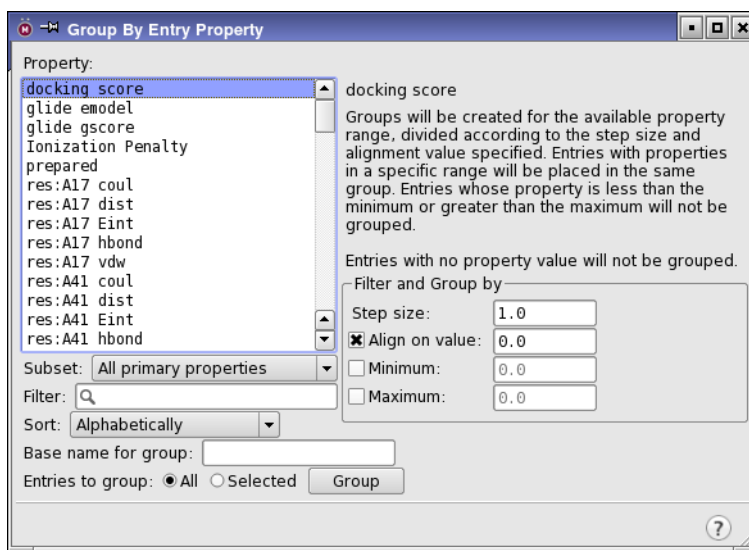 Group By Entry Property
Property:
docking score
glide emodel
glide gscore
Ionization Penalty
prepared
res:A17 coul
res:A17 dist
res:A17 Eint
res:A17 hbond
res:A17 vdw
res:A41 coul
res:A41 dist
res:A41 Eint
res:A41 hbond
Subset: All primary properties
Filter:
Sort: Alphabetically
Base name for group:
Entries to group: All Selected Group
docking score
Groups will be created for the available property
range, divided according to the step size and
alignment value specified. Entries with properties
in a specific range will be placed in the same
group. Entries whose property is less than the
minimum or greater than the maximum will not be
grouped.
Entries with no property value will not be grouped.
Filter and Group by
Step size: 1.0
Align on value: 0.0
Minimum: 0.0
Maximum: 0.0
?